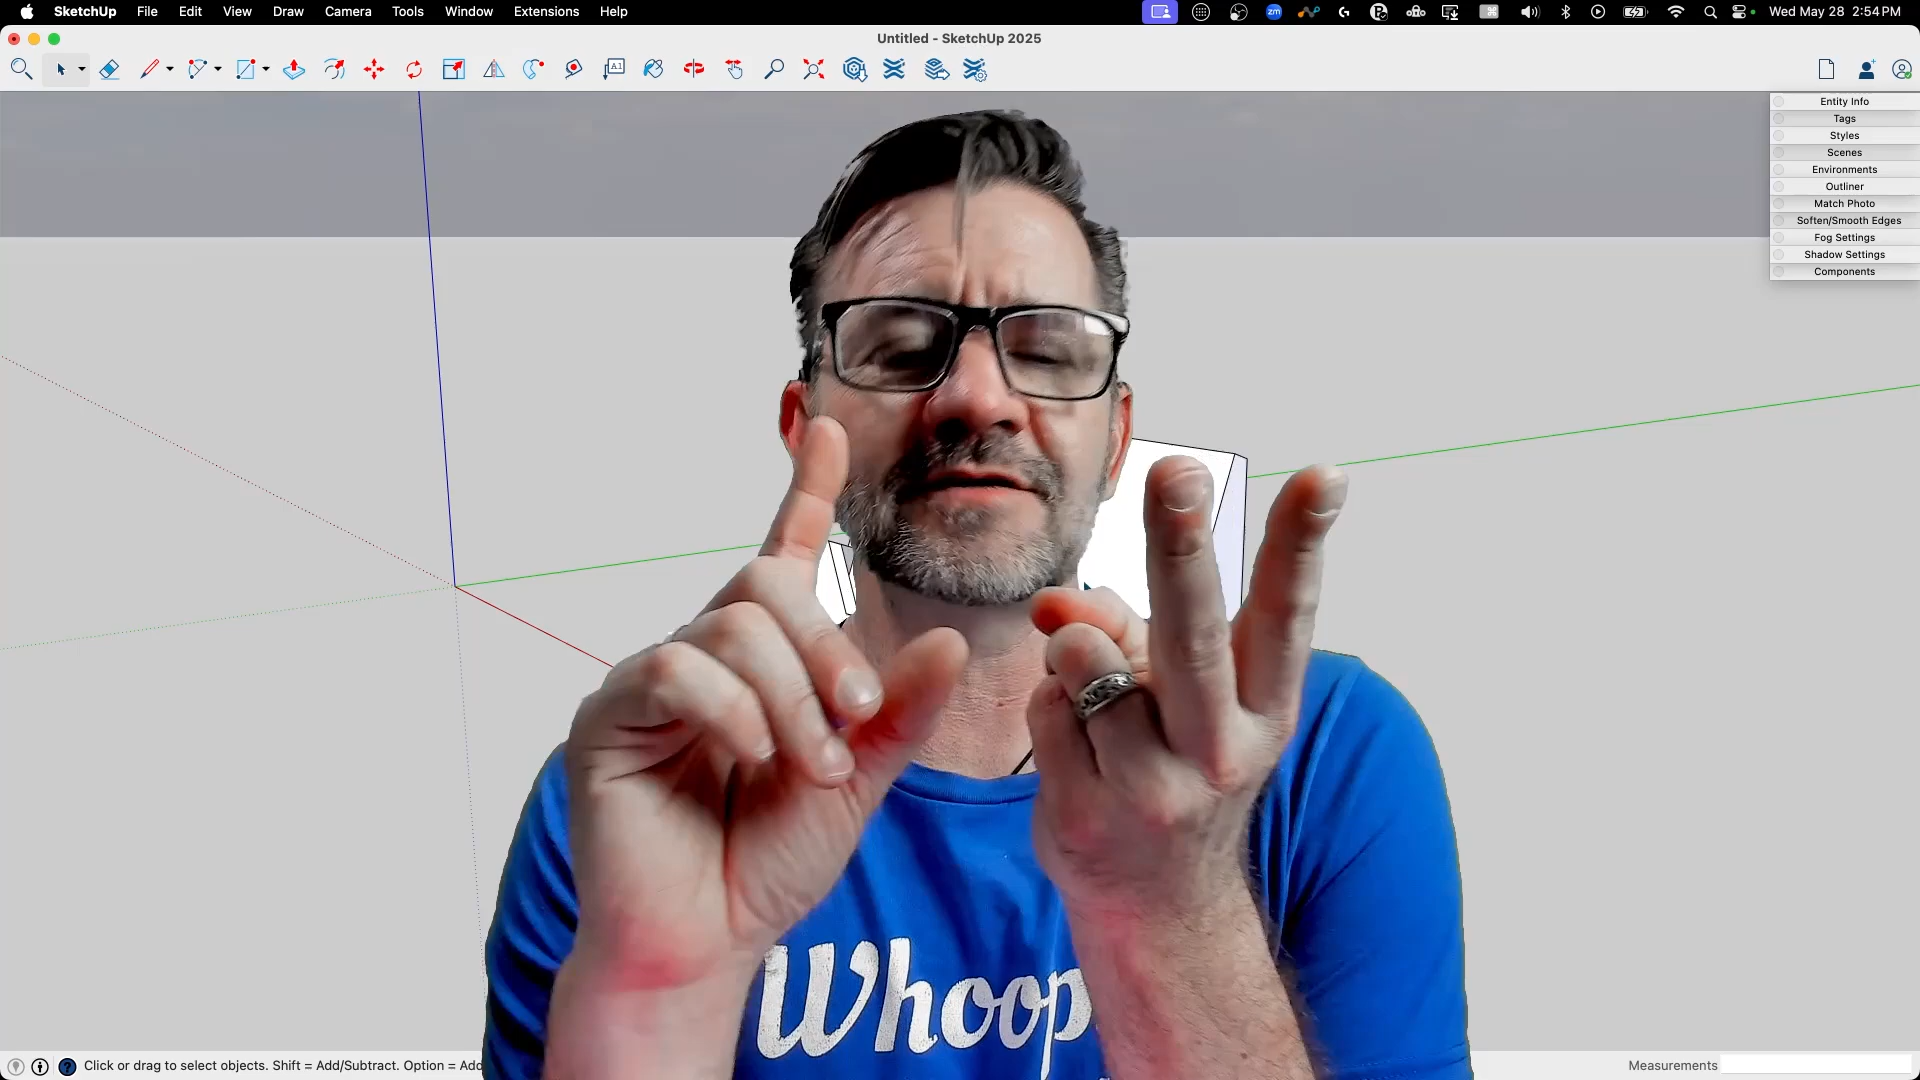 SketchUp File Edit View Draw Camera Tools Window Extensions Help
zm
Wed May 28 2:54 PM
Untitled - SketchUp 2025
A1
Entity Info
Tags
Styles
Scenes
Environments
Outliner
Match Photo
Soften/Smooth Edges
Fog Settings
Shadow Settings
Components
Whoop
Click or drag to select objects. Shift = Add/Subtract. Option = Add
Measurements